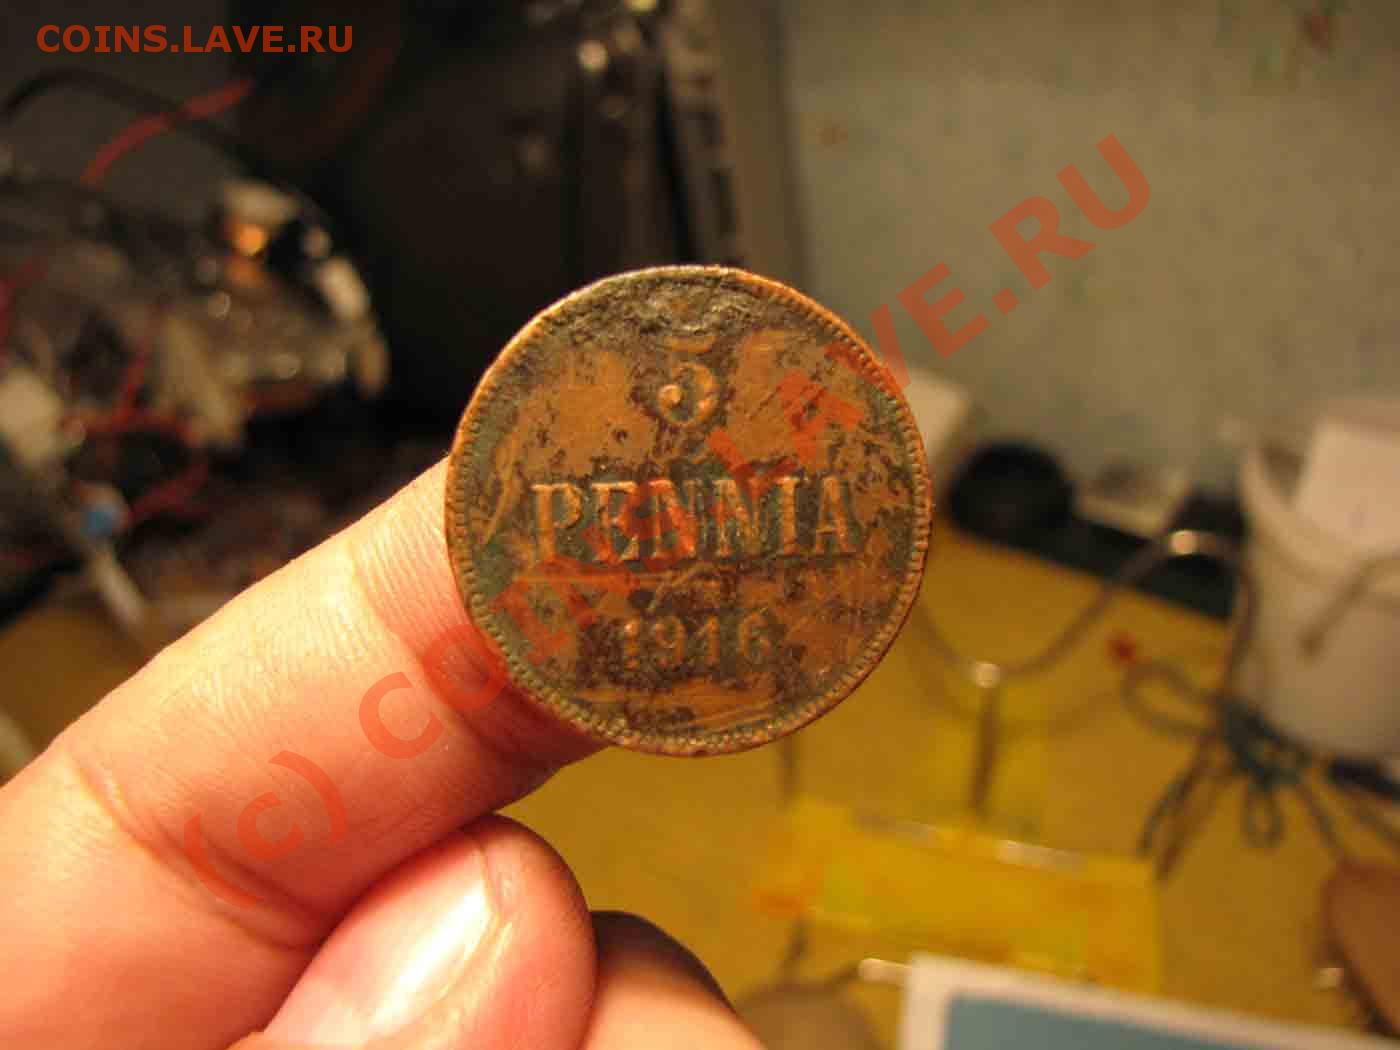 COINS.LAVE.RU
5
PENNIA
1916
(c) COINS.LAVE.RU